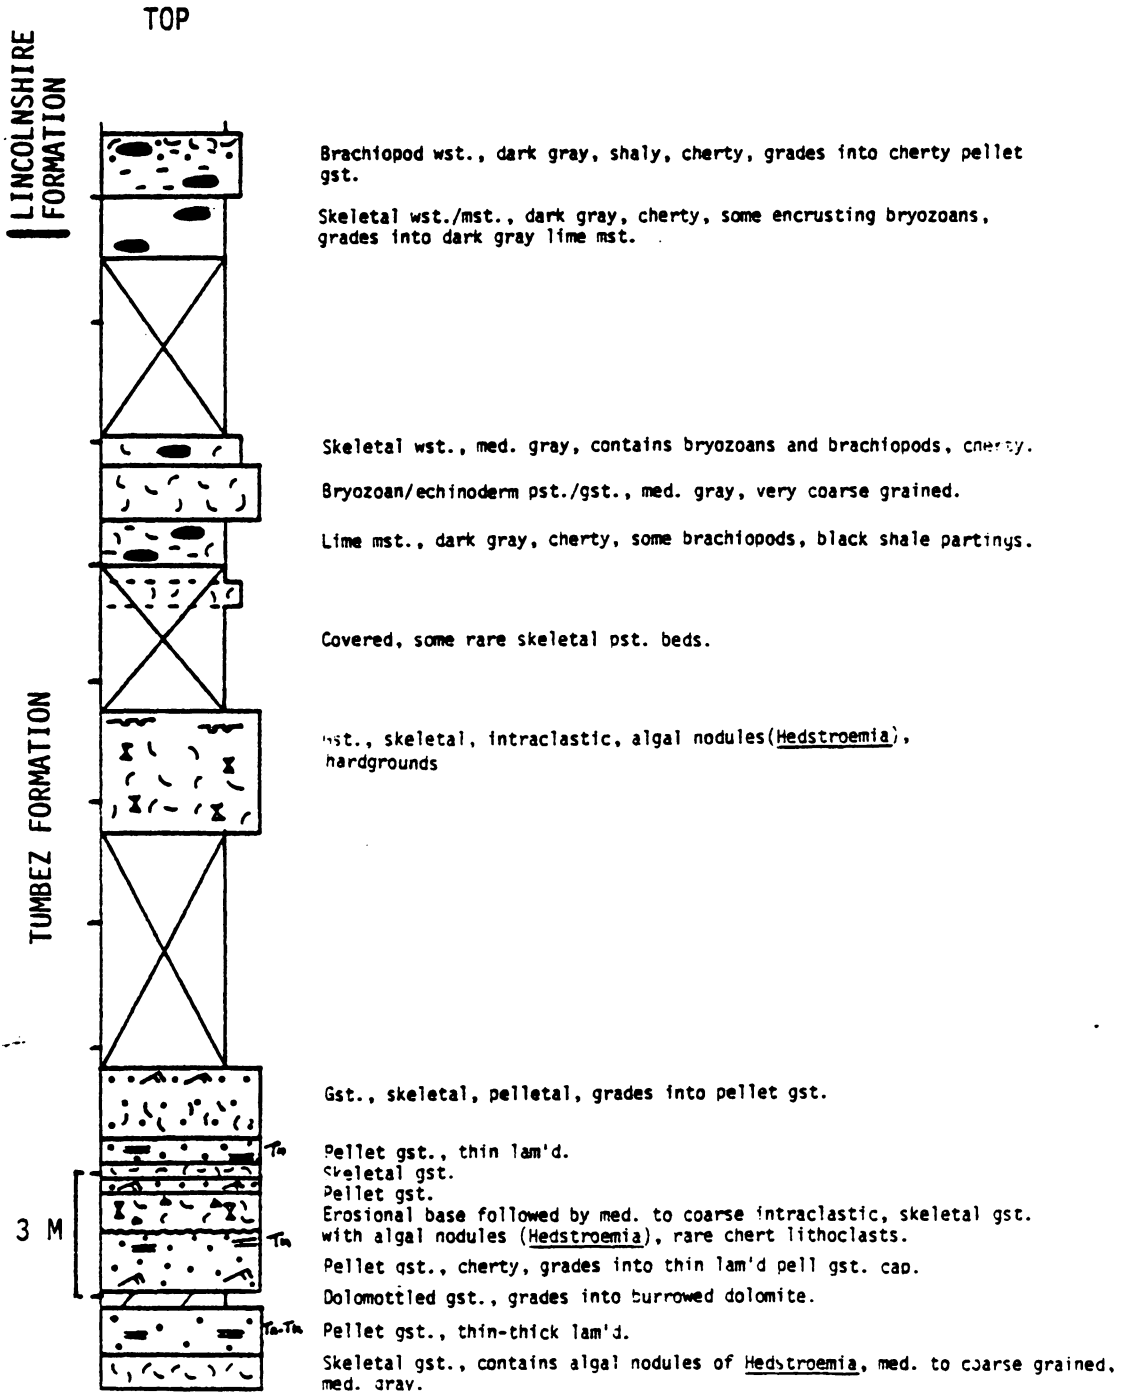 TOP
LINCOLNSHIRE
FORMATION
Brachiopod wst., dark gray, shaly, cherty, grades into cherty pellet
gst.
Skeletal wst./mst., dark gray, cherty, some encrusting bryozoans,
grades into dark gray lime mst.
Skeletal wst., med. gray, contains bryozoans and brachiopods, cherty.
Bryozoan/echinoderm pst./gst., med. gray, very coarse grained.
Lime mst., dark gray, cherty, some brachiopods, black shale partings.
Covered, some rare skeletal pst. beds.
TUMBEZ FORMATION
skeletal, intraclastic, algal nodules(Hedstroemia),
hardgrounds
Gst., skeletal, pelletal, grades into pellet gst.
Tn
Pellet gst., thin lam'd.
Skeletal gst.
Pellet gst.
Erosional base followed by med. to coarse intraclastic, skeletal gst.
with algal nodules (Hedstroemia), rare chert lithoclasts.
3 M
Tn
Pellet gst., cherty, grades into thin lam'd pell gst. cap.
Dolomottled gst., grades into burrowed dolomite.
Pellet gst., thin-thick lam'd.
Skeletal gst., contains algal nodules of Hedstroemia, med. to coarse grained,
med. gray.